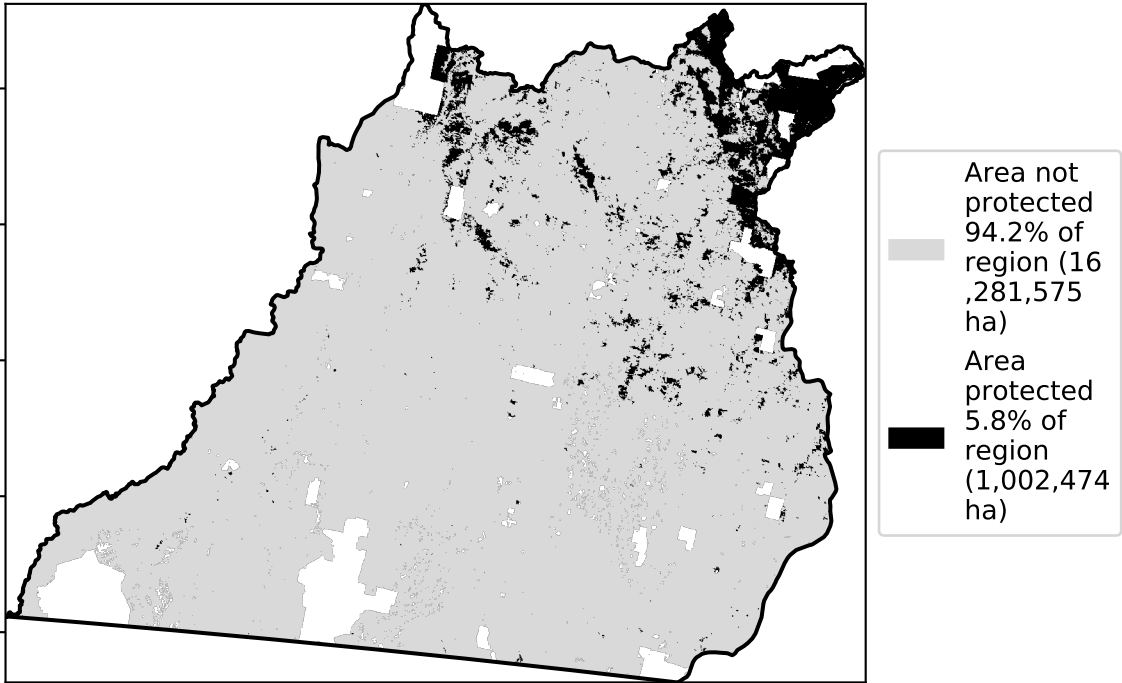 Area not
protected
94.2% of
region (16
,281,575
ha)
Area
protected
5.8% of
region
(1,002,474
ha)